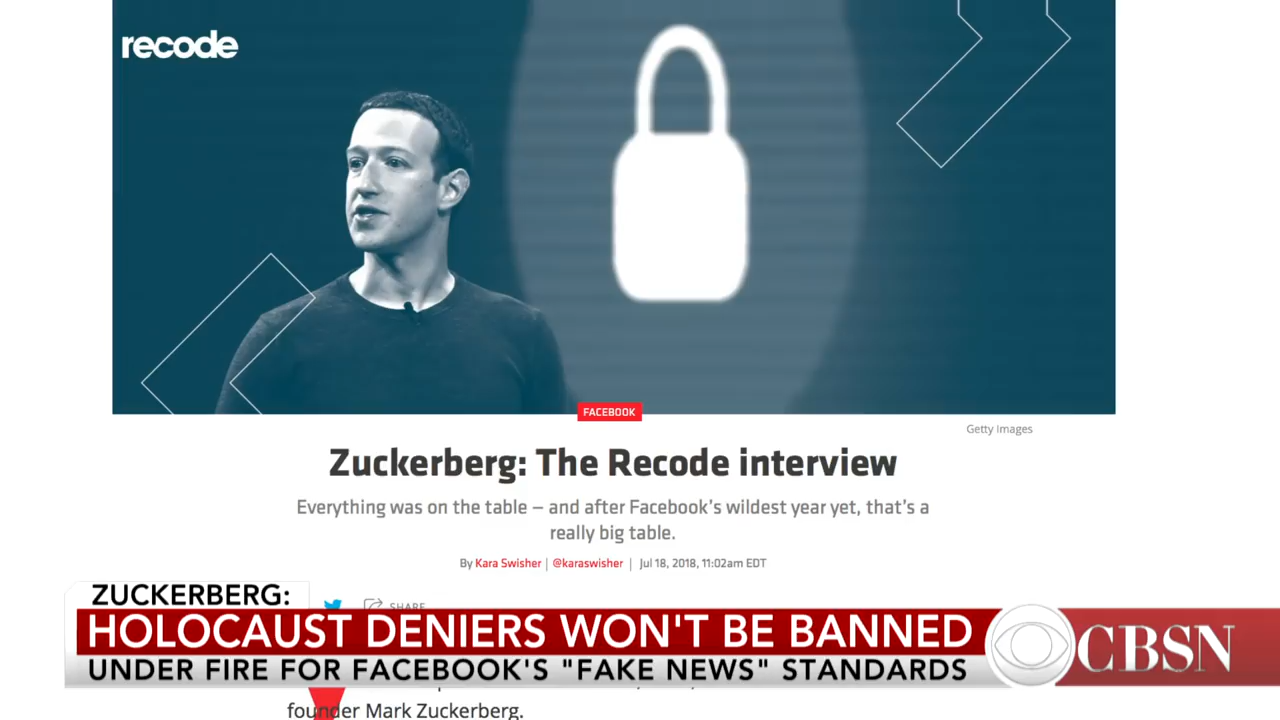 recode
FACEBOOK
Getty Images
Zuckerberg: The Recode interview
Everything was on the table – and after Facebook's wildest year yet, that's a
really big table.
By Kara Swisher | @karaswisher | Jul 18, 2018, 11:02am EDT
SHARE
ZUCKERBERG:
HOLOCAUST DENIERS WON'T BE BANNED
UNDER FIRE FOR FACEBOOK'S "FAKE NEWS" STANDARDS
CBSN
founder Mark Zuckerberg.